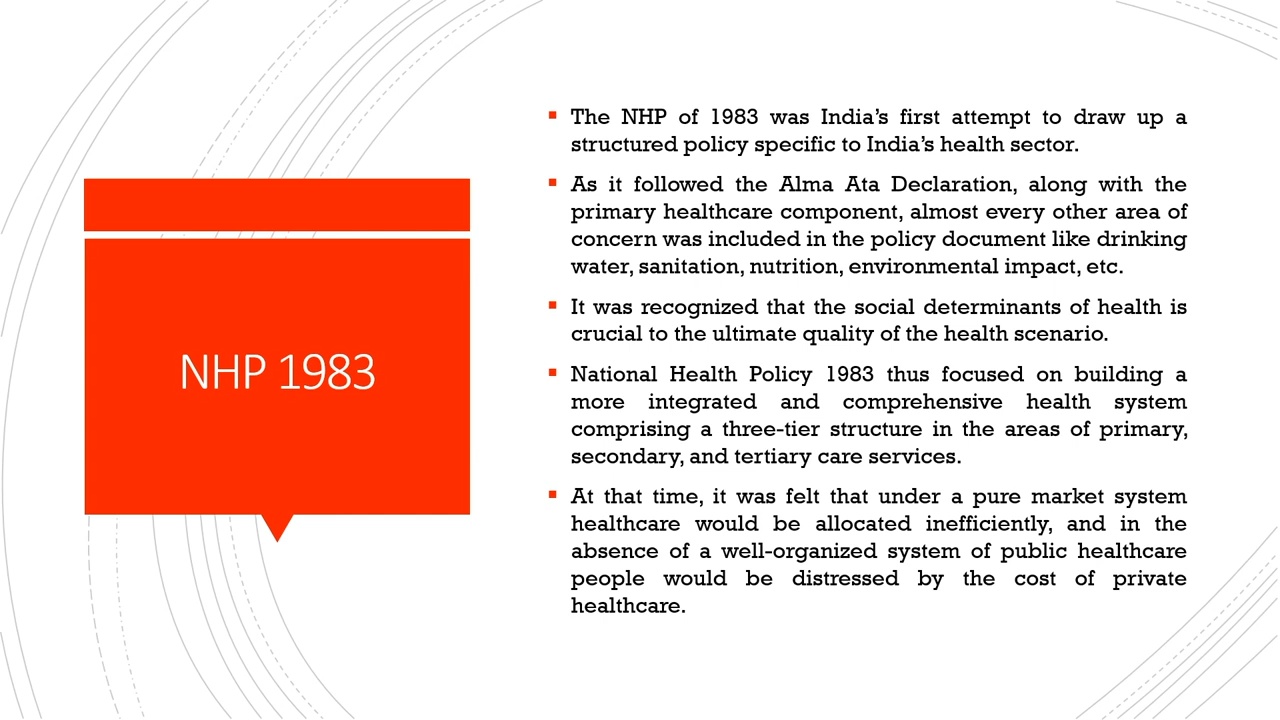 NHP 1983
The NHP of 1983 was India's first attempt to draw up a
structured policy specific to India's health sector.
As it followed the Alma Ata Declaration, along with the
primary healthcare component, almost every other area of
concern was included in the policy document like drinking
water, sanitation, nutrition, environmental impact, etc.
It was recognized that the social determinants of health is
crucial to the ultimate quality of the health scenario.
National Health Policy 1983 thus focused on building a
more integrated and comprehensive health system
comprising a three-tier structure in the areas of primary,
secondary, and tertiary care services.
At that time, it was felt that under a pure market system
healthcare would be allocated inefficiently, and in the
absence of a well-organized system of public healthcare
people would be distressed by the cost of private
healthcare.